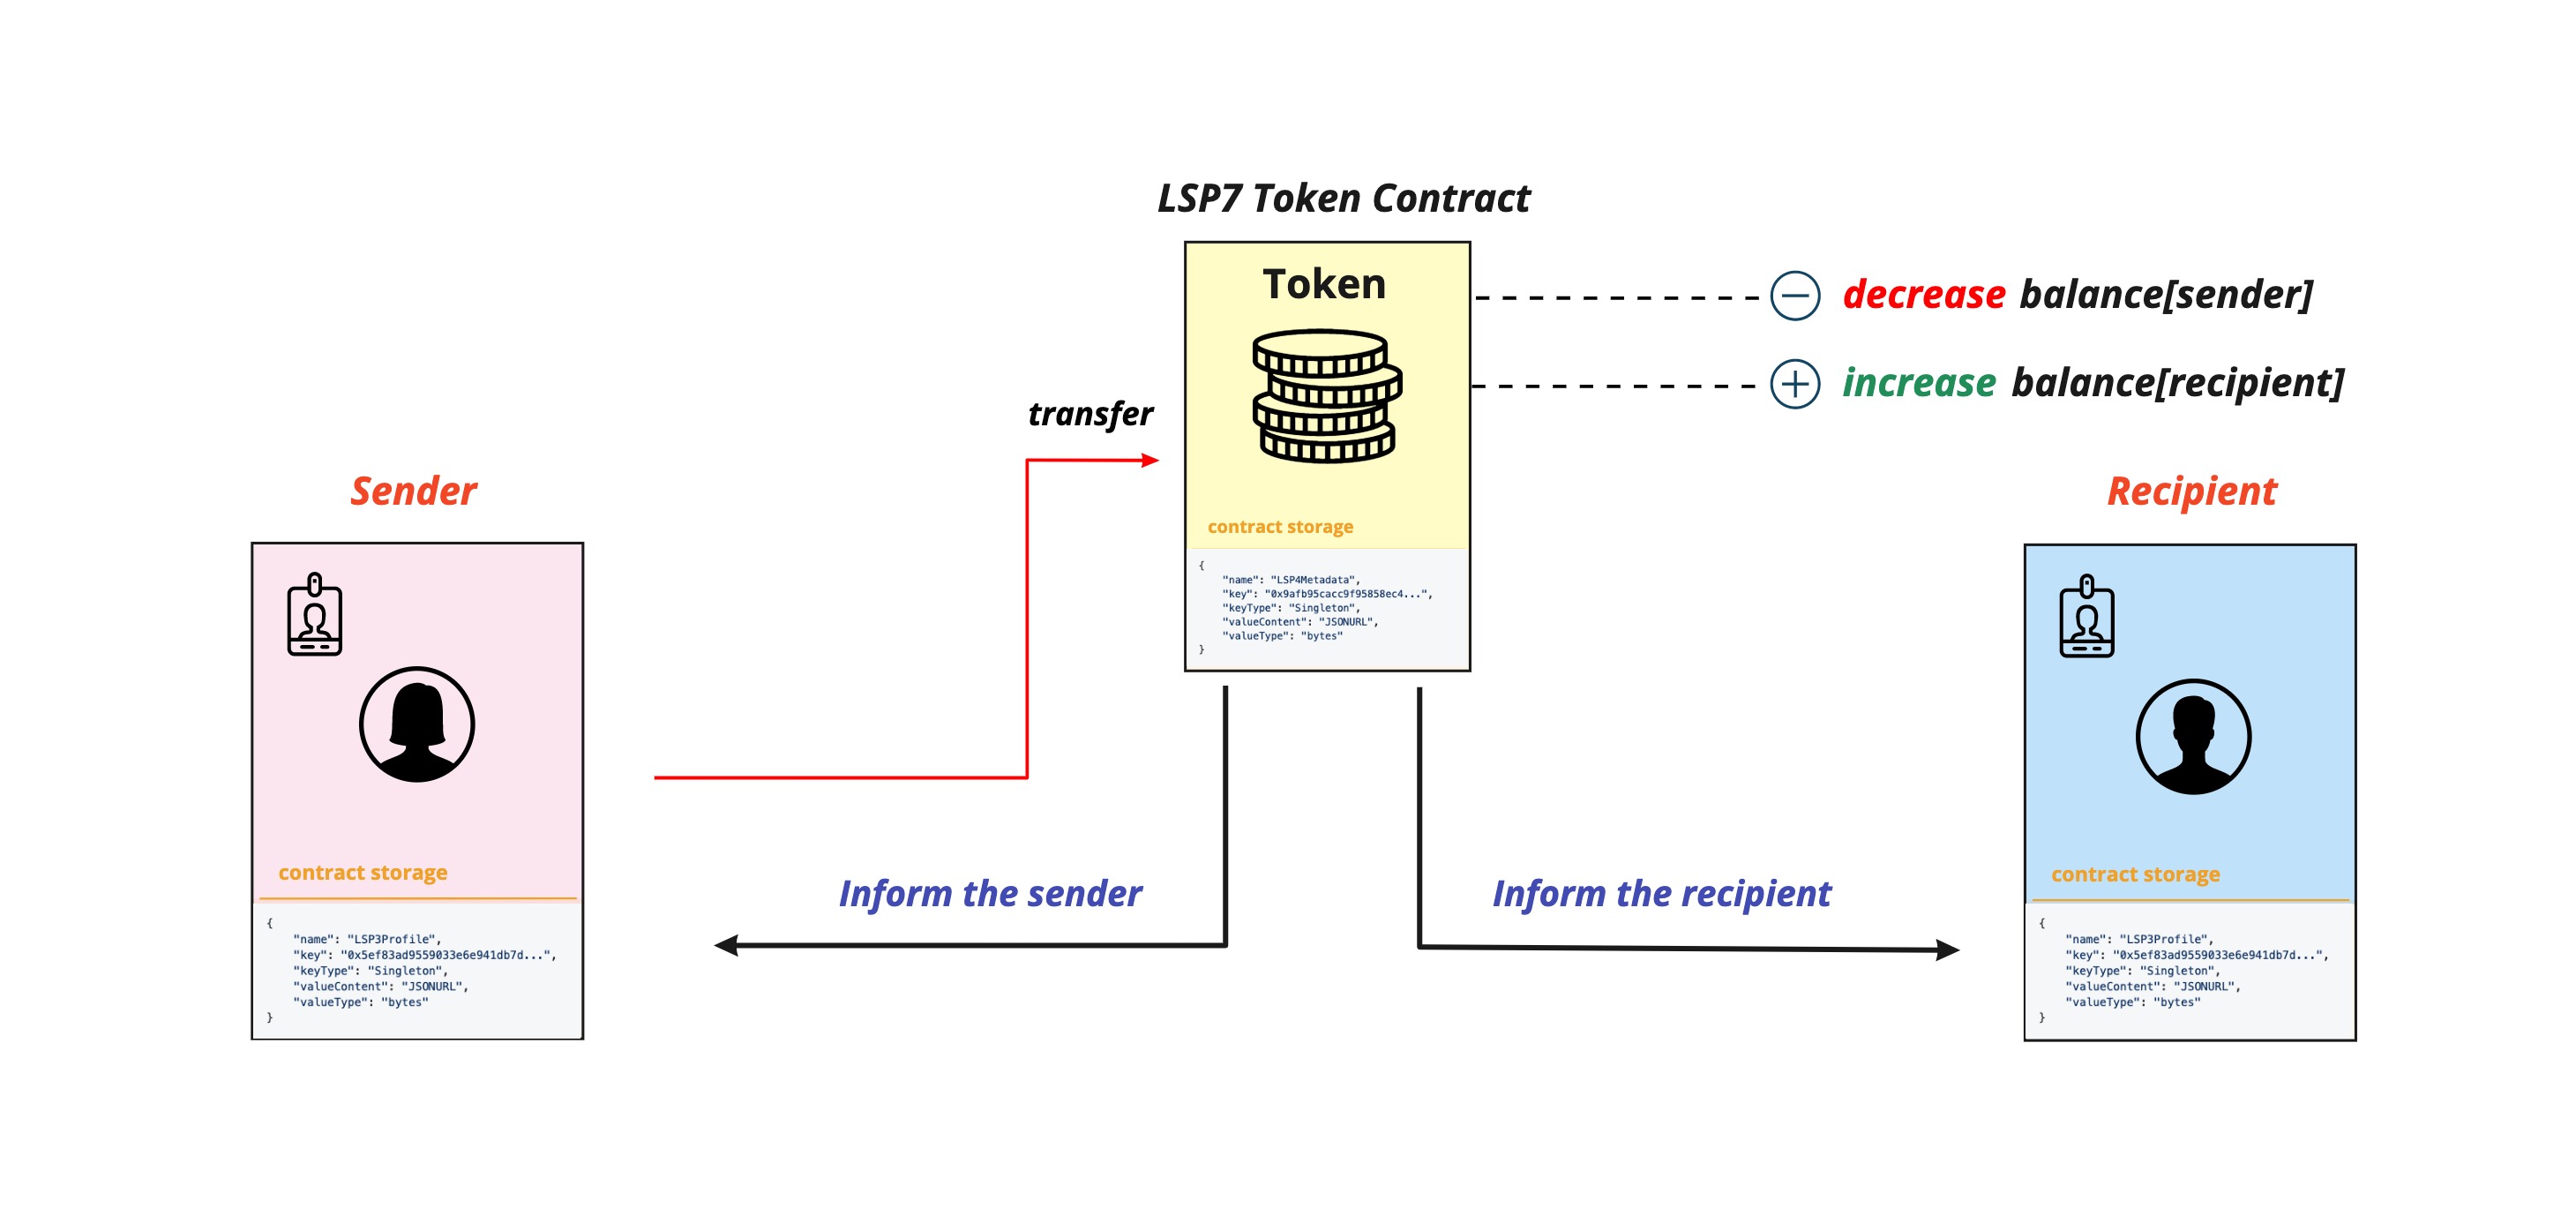 LSP7 Token Contract
Token
decrease balance[sender]
increase balance[recipient]
transfer
contract storage
{
"name": "LSP4Metadata",
"key": "0x9afb95cacc9f95858ec4...",
"keyType": "Singleton",
"valueContent": "JSONURL",
"valueType": "bytes"
}
Sender
contract storage
{
"name": "LSP3Profile",
"key": "0x5ef83ad9559033e6e941db7d...",
"keyType": "Singleton",
"valueContent": "JSONURL",
"valueType": "bytes"
}
Inform the sender
Inform the recipient
Recipient
contract storage
{
"name": "LSP3Profile",
"key": "0x5ef83ad9559033e6e941db7d...",
"keyType": "Singleton",
"valueContent": "JSONURL",
"valueType": "bytes"
}